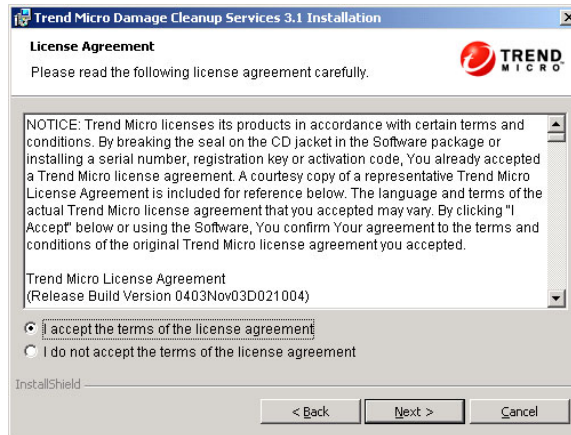 Trend Micro Damage Cleanup Services 3.1 Installation
License Agreement
Please read the following license agreement carefully.
TREND
MICRO
NOTICE: Trend Micro licenses its products in accordance with certain terms and
conditions. By breaking the seal on the CD jacket in the Software package or
installing a serial number, registration key or activation code, You already accepted
a Trend Micro license agreement. A courtesy copy of a representative Trend Micro
License Agreement is included for reference below. The language and terms of the
actual Trend Micro license agreement that you accepted may vary. By clicking "I
Accept" below or using the Software, You confirm Your agreement to the terms and
conditions of the original Trend Micro license agreement you accepted.
Trend Micro License Agreement
(Release Build Version 0403Nov03D021004)
I accept the terms of the license agreement
I do not accept the terms of the license agreement
InstallShield
< Back
Next >
Cancel